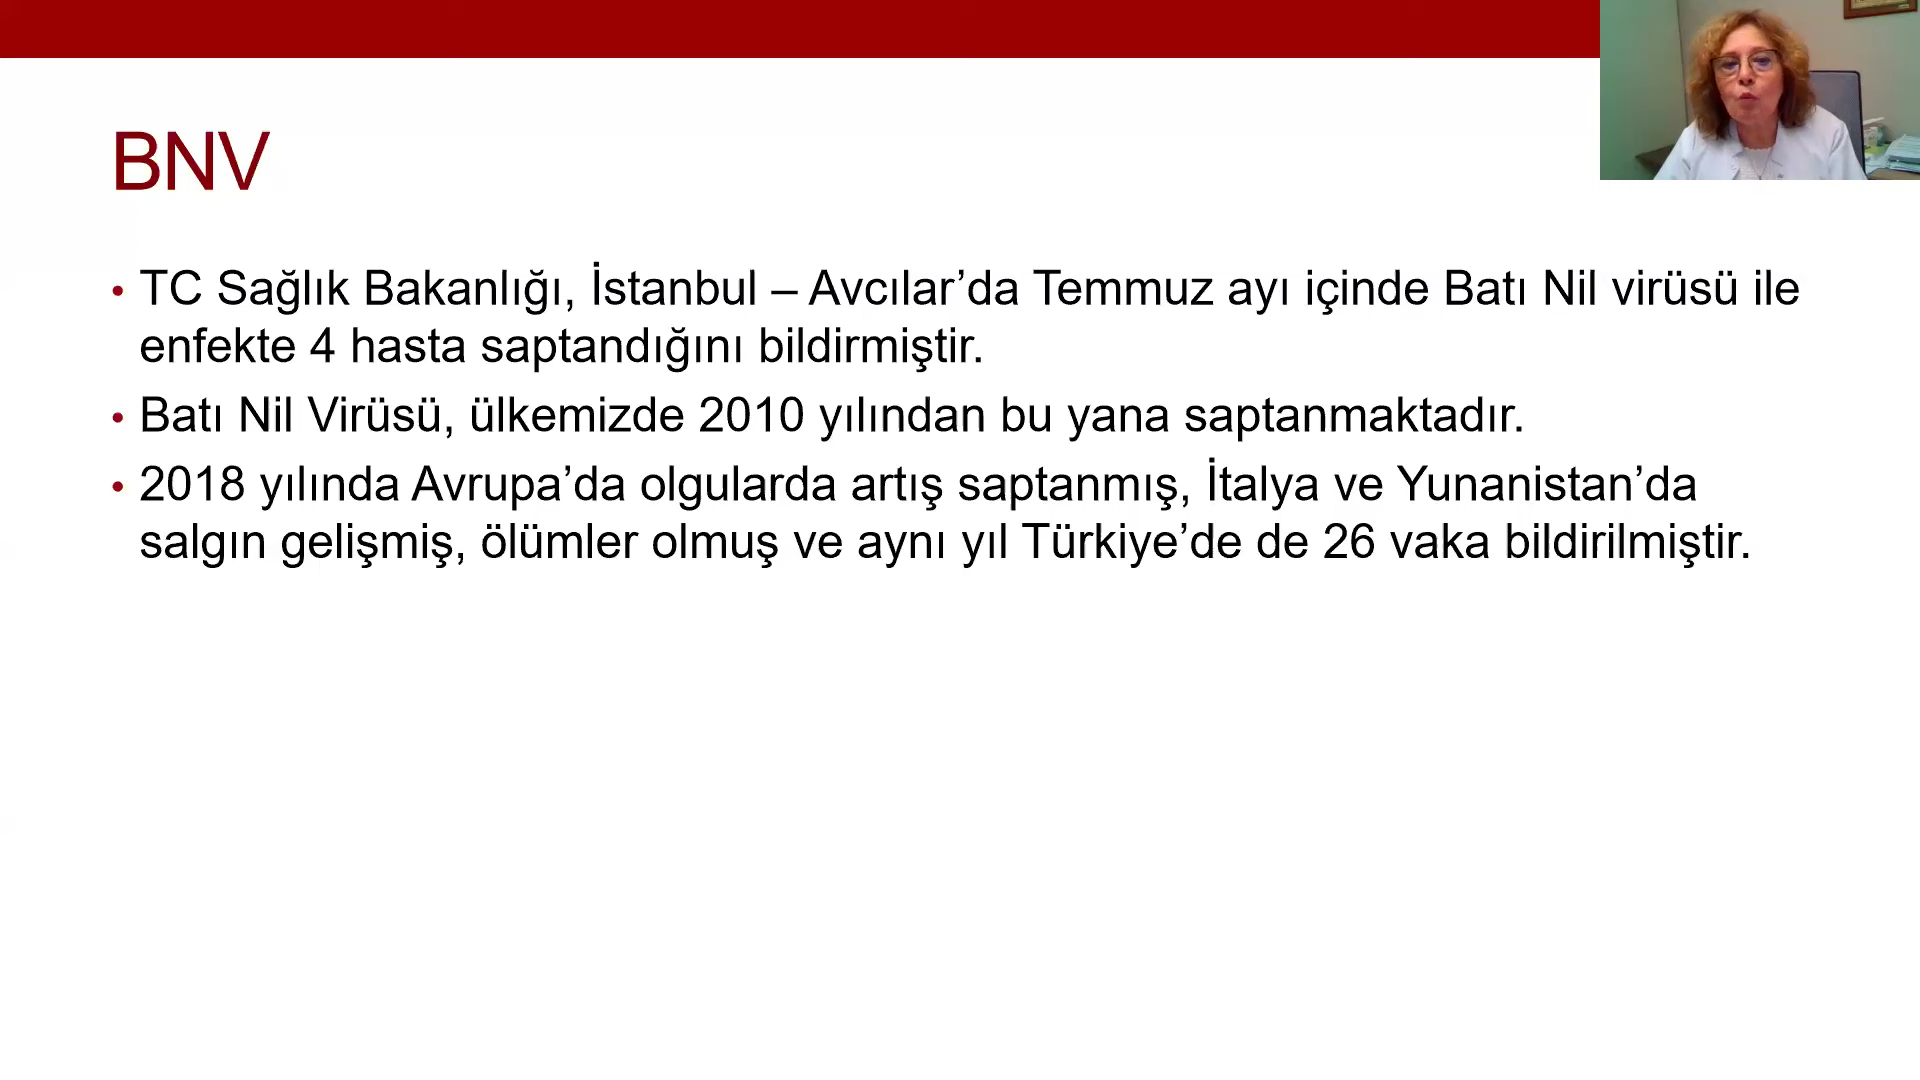 BNV
• TC Sağlık Bakanlığı, İstanbul – Avcılar’da Temmuz ayı içinde Batı Nil virüsü ile
enfekte 4 hasta saptandığını bildirmiştir.
• Batı Nil Virüsü, ülkemizde 2010 yılından bu yana saptanmaktadır.
• 2018 yılında Avrupa’da olgularda artış saptanmış, İtalya ve Yunanistan’da
salgın gelişmiş, ölümler olmuş ve aynı yıl Türkiye’de de 26 vaka bildirilmiştir.